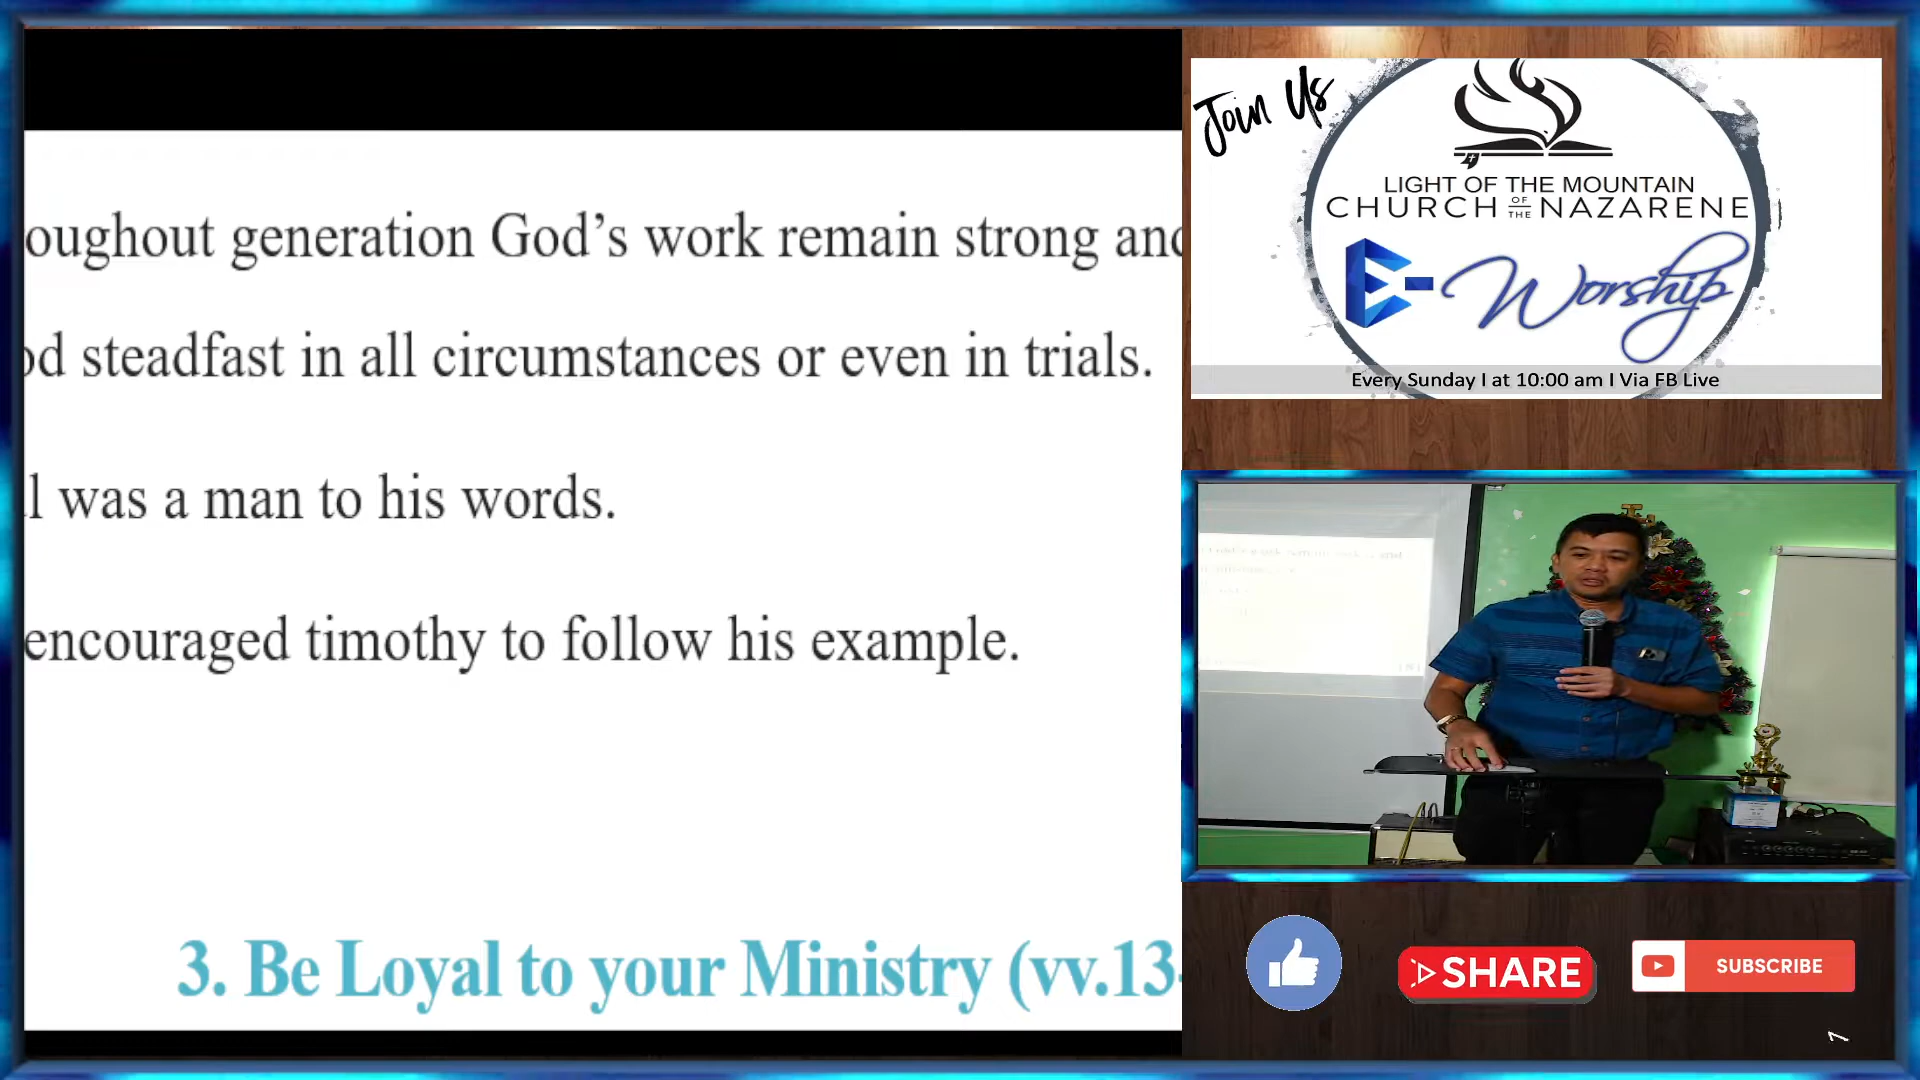 oughout generation God's work remain strong and
od steadfast in all circumstances or even in trials.
l was a man to his words.
encouraged timothy to follow his example.
3. Be Loyal to your Ministry (vv.13-
Join Us
LIGHT OF THE MOUNTAIN
CHURCH OF THE NAZARENE
E-Worship
Every Sunday I at 10:00 am I Via FB Live
SHARE
SUBSCRIBE